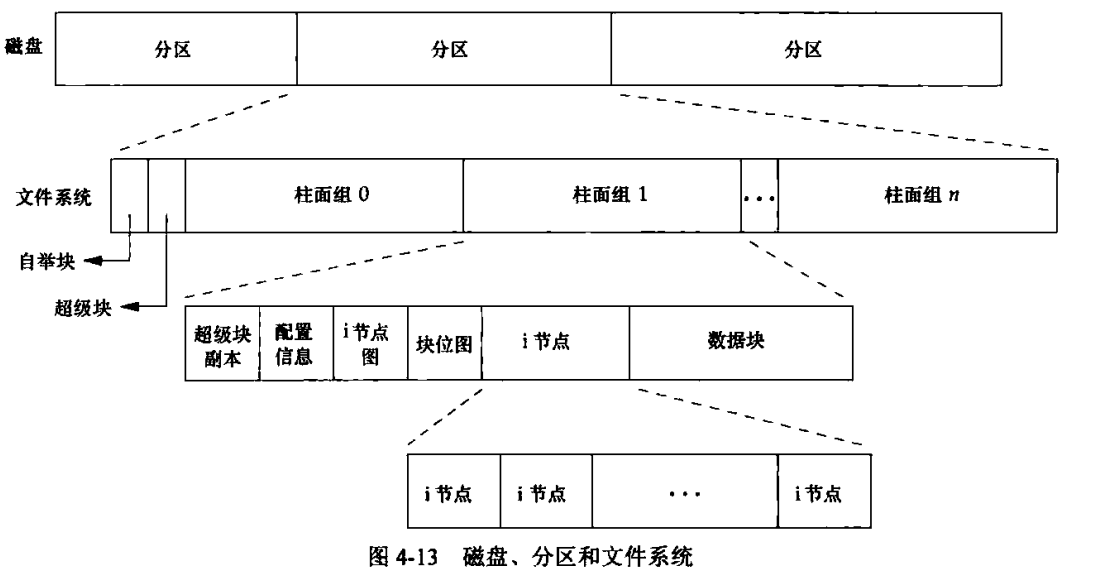 磁盘 分区 分区 分区
文件系统 柱面组 0 柱面组 1 ... 柱面组 n
自举块
超级块
超级块 配置 i节点 块位图 i 节点 数据块
副本 信息 图
i 节点 i 节点 ... i 节点
图 4-13 磁盘、分区和文件系统